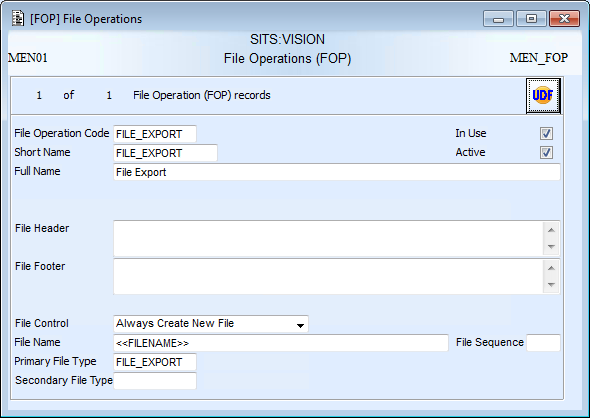 [FOP] File Operations
SITS:VISION
MEN01 File Operations (FOP) MEN_FOP
1 of 1 File Operation (FOP) records UDF
File Operation Code FILE_EXPORT In Use
Short Name FILE_EXPORT Active
Full Name File Export
File Header
File Footer
File Control Always Create New File
File Name <<FILENAME>> File Sequence
Primary File Type FILE_EXPORT
Secondary File Type